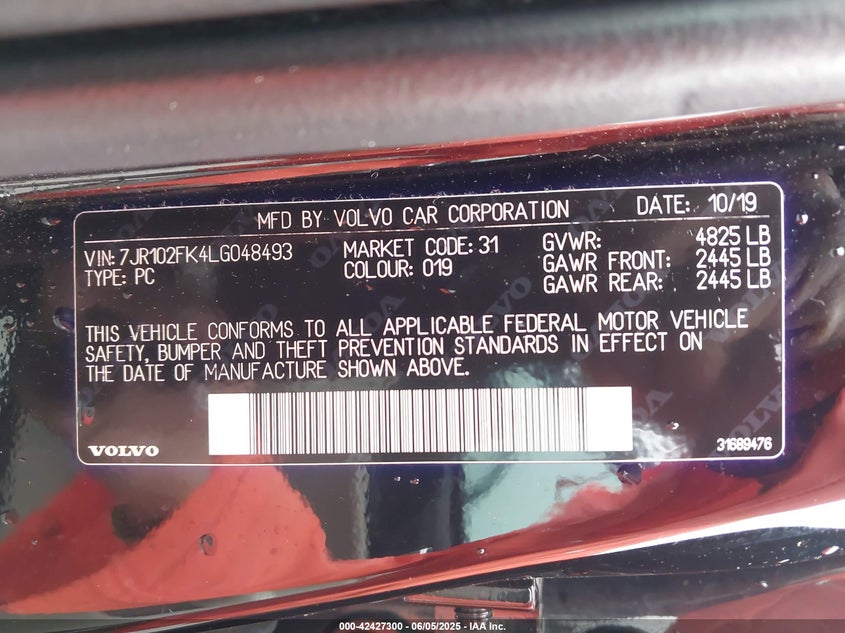 MFD BY VOLVO CAR CORPORATION DATE: 10/19
VIN: 7JR102FK4LG048493 MARKET CODE: 31 GVWR: 4825 LB
TYPE: PC COLOUR: 019 GAWR FRONT: 2445 LB
GAWR REAR: 2445 LB
THIS VEHICLE CONFORMS TO ALL APPLICABLE FEDERAL MOTOR VEHICLE
SAFETY, BUMPER AND THEFT PREVENTION STANDARDS IN EFFECT ON
THE DATE OF MANUFACTURE SHOWN ABOVE.
VOLVO 31689476
000-42427300 - 06/05/2025 - IAA Inc.